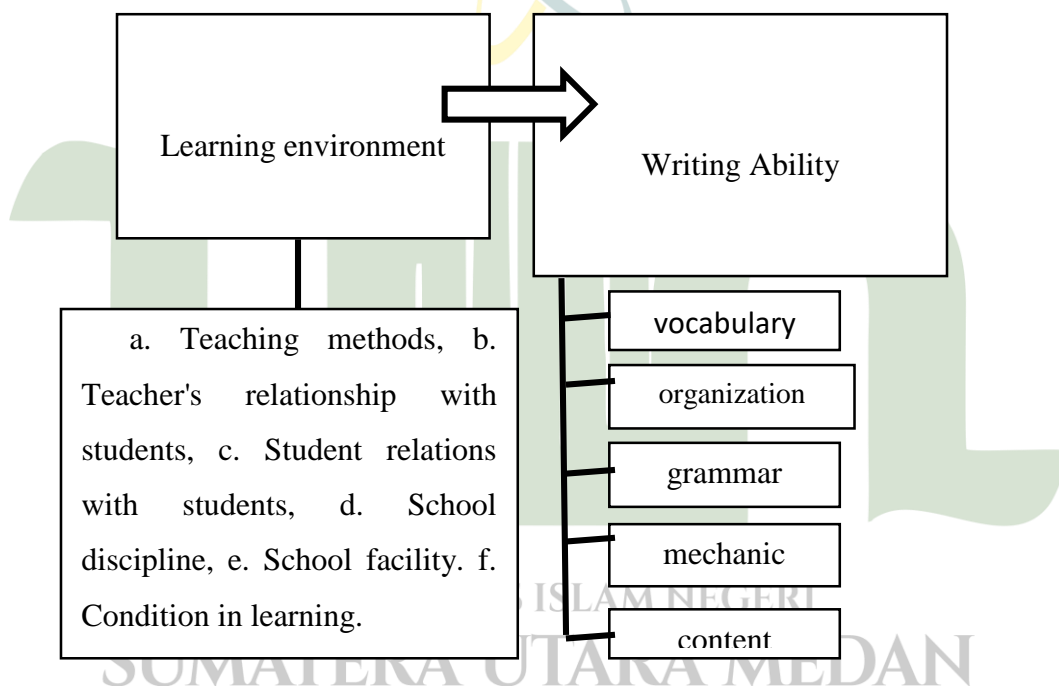 Learning environment
Writing Ability
a. Teaching methods, b.
Teacher's relationship with
students, c. Student relations
with students, d. School
discipline, e. School facility. f.
Condition in learning.
vocabulary
organization
grammar
mechanic
content
ISLAM NEGERI
SUMATERA UTARA MEDAN